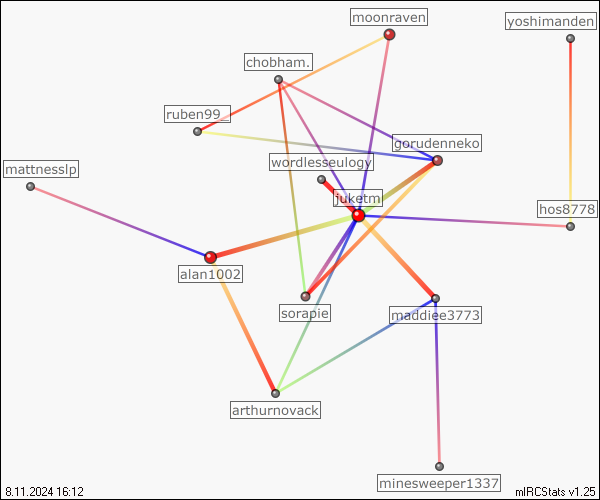 moonraven
yoshimanden
chobham.
ruben99_
gorudenneko
wordlesseulogy
mattnesslp
juketm
hos8778
alan1002
sorapie
maddiee3773
arthurnovack
minesweeper1337
8.11.2024 16:12
mIRCStats v1.25